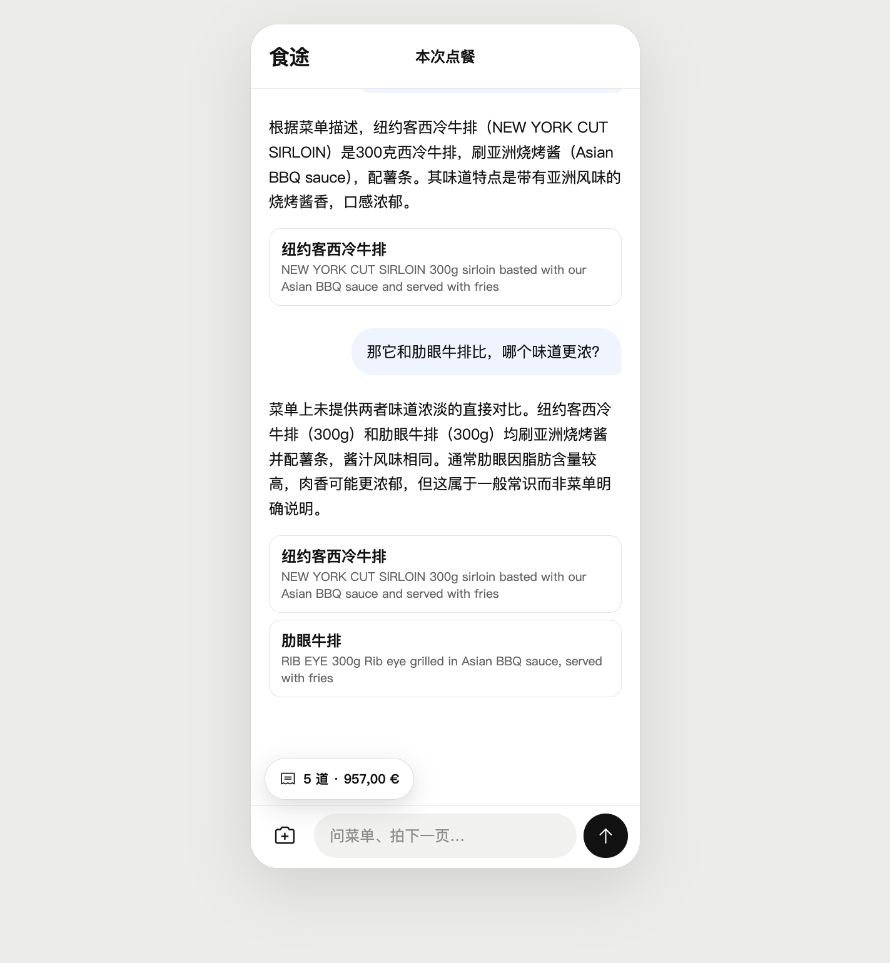 食途
本次点餐
根据菜单描述，纽约客西冷牛排（NEW YORK CUT
SIRLOIN）是300克西冷牛排，刷亚洲烧烤酱（Asian
BBQ sauce），配薯条。其味道特点是带有亚洲风味的
烧烤酱香，口感浓郁。
纽约客西冷牛排
NEW YORK CUT SIRLOIN 300g sirloin basted with our
Asian BBQ sauce and served with fries
那它和肋眼牛排比，哪个味道更浓？
菜单上未提供两者味道浓淡的直接对比。纽约客西冷
牛排（300g）和肋眼牛排（300g）均刷亚洲烧烤酱
并配薯条，酱汁风味相同。通常肋眼因脂肪含量较
高，肉香可能更浓郁，但这属于一般常识而非菜单明
确说明。
纽约客西冷牛排
NEW YORK CUT SIRLOIN 300g sirloin basted with our
Asian BBQ sauce and served with fries
肋眼牛排
RIB EYE 300g Rib eye grilled in Asian BBQ sauce, served
with fries
5 道 · 957,00 €
问菜单、拍下一页…